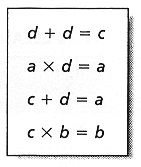 d + d = c
a × d = a
c + d = a
c × b = b